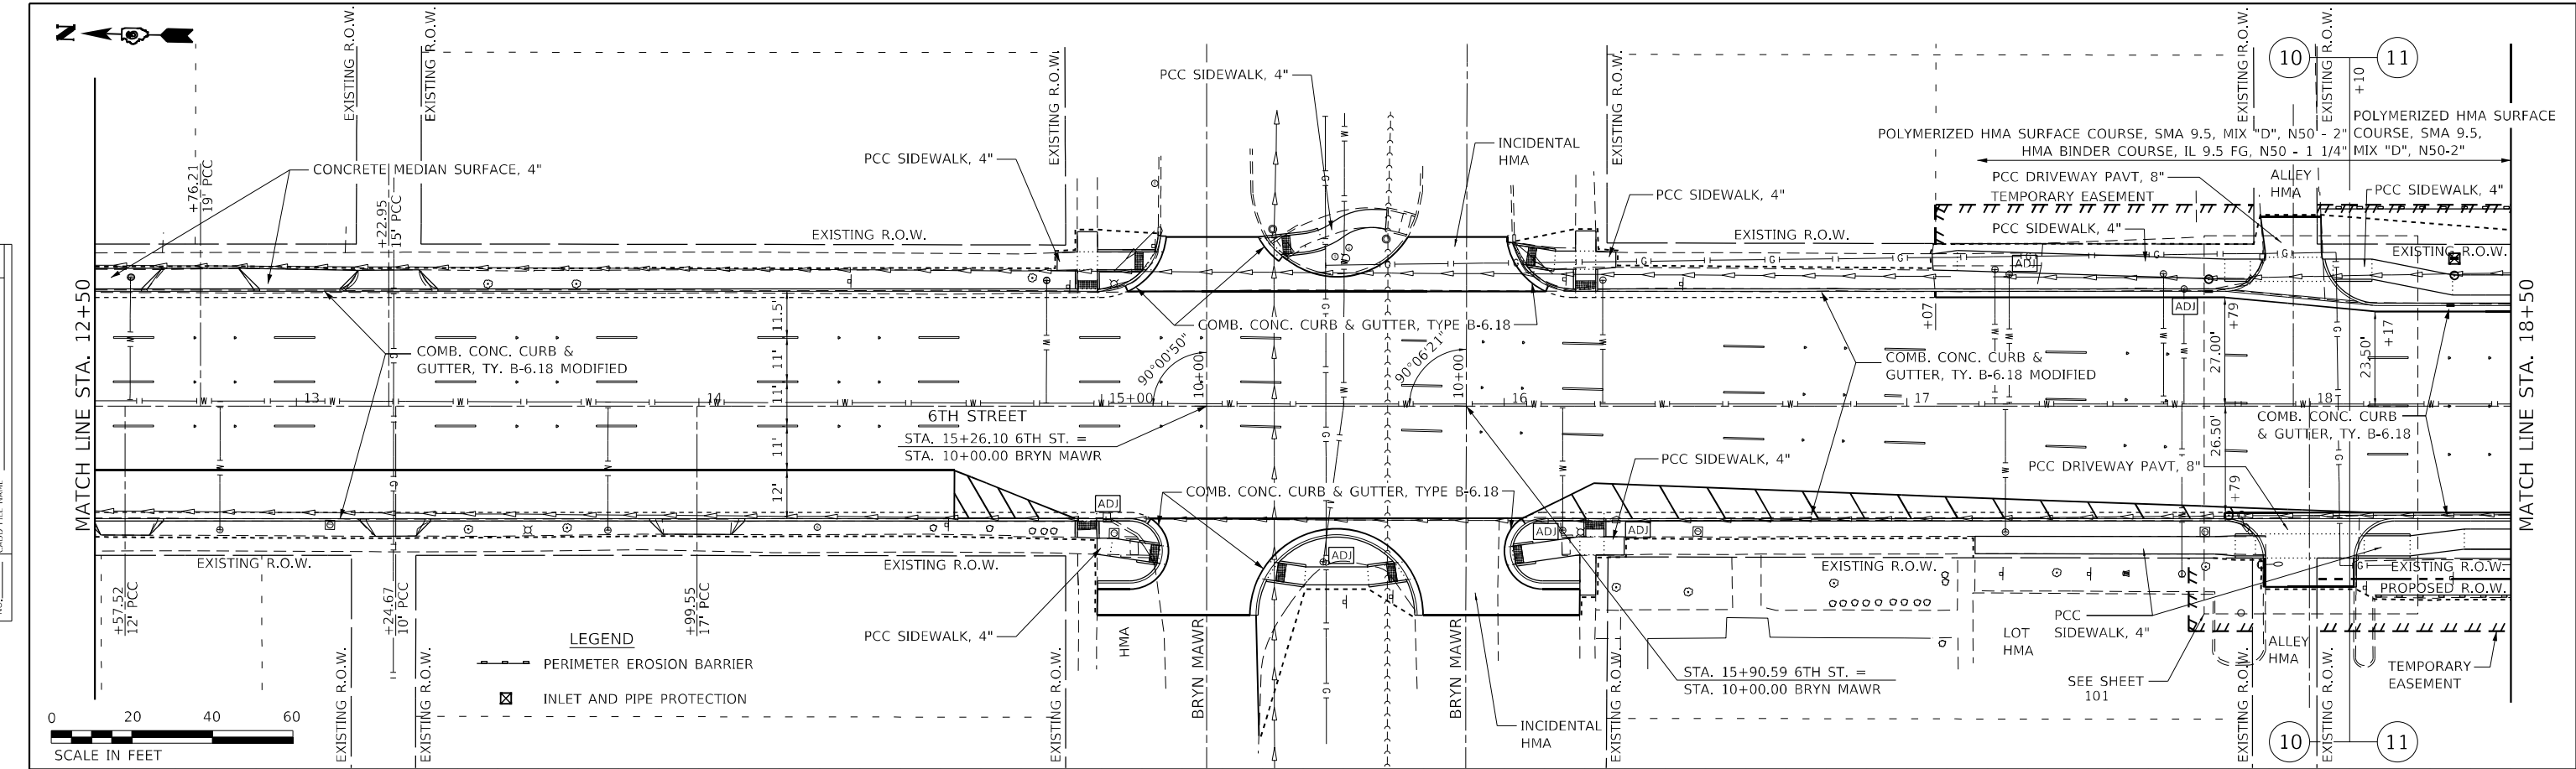 N
EXISTING R.O.W.
EXISTING R.O.W.
EXISTING R.O.W.
EXISTING R.O.W.
EXISTING R.O.W.
EXISTING R.O.W.
10
11
+10
PCC SIDEWALK, 4"
INCIDENTAL
HMA
PCC SIDEWALK, 4"
CONCRETE MEDIAN SURFACE, 4"
+76.21
19' PCC
+22.95
15' PCC
POLYMERIZED HMA SURFACE COURSE, SMA 9.5, MIX "D", N50 - 2"
HMA BINDER COURSE, IL 9.5 FG, N50 - 1 1/4"
POLYMERIZED HMA SURFACE
COURSE, SMA 9.5,
MIX "D", N50-2"
PCC DRIVEWAY PAVT, 8"
ALLEY
HMA
PCC SIDEWALK, 4"
TEMPORARY EASEMENT
PCC SIDEWALK, 4"
PCC SIDEWALK, 4"
EXISTING R.O.W.
EXISTING R.O.W.
EXISTING R.O.W.
ADJ
ADJ
MATCH LINE STA. 12+50
MATCH LINE STA. 18+50
COMB. CONC. CURB & GUTTER, TYPE B-6.18
COMB. CONC. CURB &
GUTTER, TY. B-6.18 MODIFIED
11.5'
11'
11'
11'
12'
90°00'50"
10+00
90°06'21"
10+00
COMB. CONC. CURB &
GUTTER, TY. B-6.18 MODIFIED
+07
+79
27.00'
+17
23.50'
13
14
15+00
16
17
18
6TH STREET
STA. 15+26.10 6TH ST. =
STA. 10+00.00 BRYN MAWR
26.50'
+79
COMB. CONC. CURB
& GUTTER, TY. B-6.18
PCC SIDEWALK, 4"
PCC DRIVEWAY PAVT, 8"
COMB. CONC. CURB & GUTTER, TYPE B-6.18
ADJ
ADJ
ADJ
ADJ
EXISTING R.O.W.
EXISTING R.O.W.
EXISTING R.O.W.
EXISTING R.O.W.
PROPOSED R.O.W.
+57.52
12' PCC
+24.67
10' PCC
+99.55
17' PCC
PCC SIDEWALK, 4"
HMA
BRYN MAWR
BRYN MAWR
LOT
HMA
PCC
SIDEWALK, 4"
ALLEY
HMA
TEMPORARY
EASEMENT
SEE SHEET
101
STA. 15+90.59 6TH ST. =
STA. 10+00.00 BRYN MAWR
INCIDENTAL
HMA
LEGEND
PERIMETER EROSION BARRIER
INLET AND PIPE PROTECTION
EXISTING R.O.W.
EXISTING R.O.W.
EXISTING R.O.W.
EXISTING R.O.W.
EXISTING R.O.W.
EXISTING R.O.W.
10
11
0 20 40 60
SCALE IN FEET